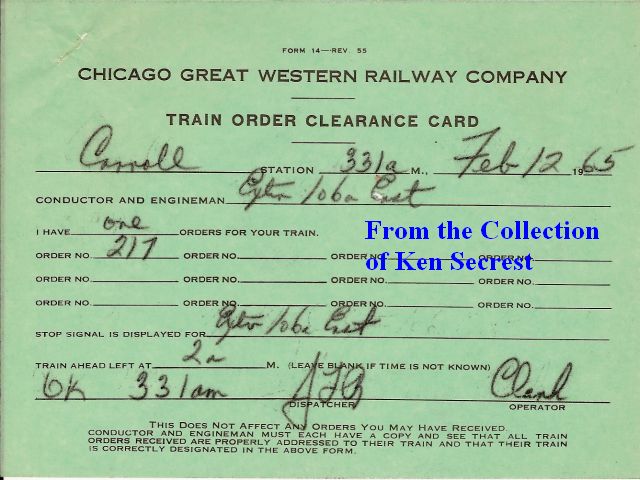 FORM 14—REV. 55
CHICAGO GREAT WESTERN RAILWAY COMPANY
TRAIN ORDER CLEARANCE CARD
Carroll STATION 331a M., Feb 12 1965
CONDUCTOR AND ENGINEMAN Extra 106a East
I HAVE one ORDERS FOR YOUR TRAIN.
From the Collection
of Ken Secrest
ORDER NO. 217 ORDER NO. ORDER NO. ORDER NO.
ORDER NO. ORDER NO. ORDER NO. ORDER NO.
ORDER NO. ORDER NO. ORDER NO. ORDER NO.
STOP SIGNAL IS DISPLAYED FOR Extra 106a East
TRAIN AHEAD LEFT AT 2a M. (LEAVE BLANK IF TIME IS NOT KNOWN)
OK 331am
DISPATCHER OPERATOR
THIS DOES NOT AFFECT ANY ORDERS YOU MAY HAVE RECEIVED.
CONDUCTOR AND ENGINEMAN MUST EACH HAVE A COPY AND SEE THAT ALL TRAIN
ORDERS RECEIVED ARE PROPERLY ADDRESSED TO THEIR TRAIN AND THAT THEIR TRAIN
IS CORRECTLY DESIGNATED IN THE ABOVE FORM.